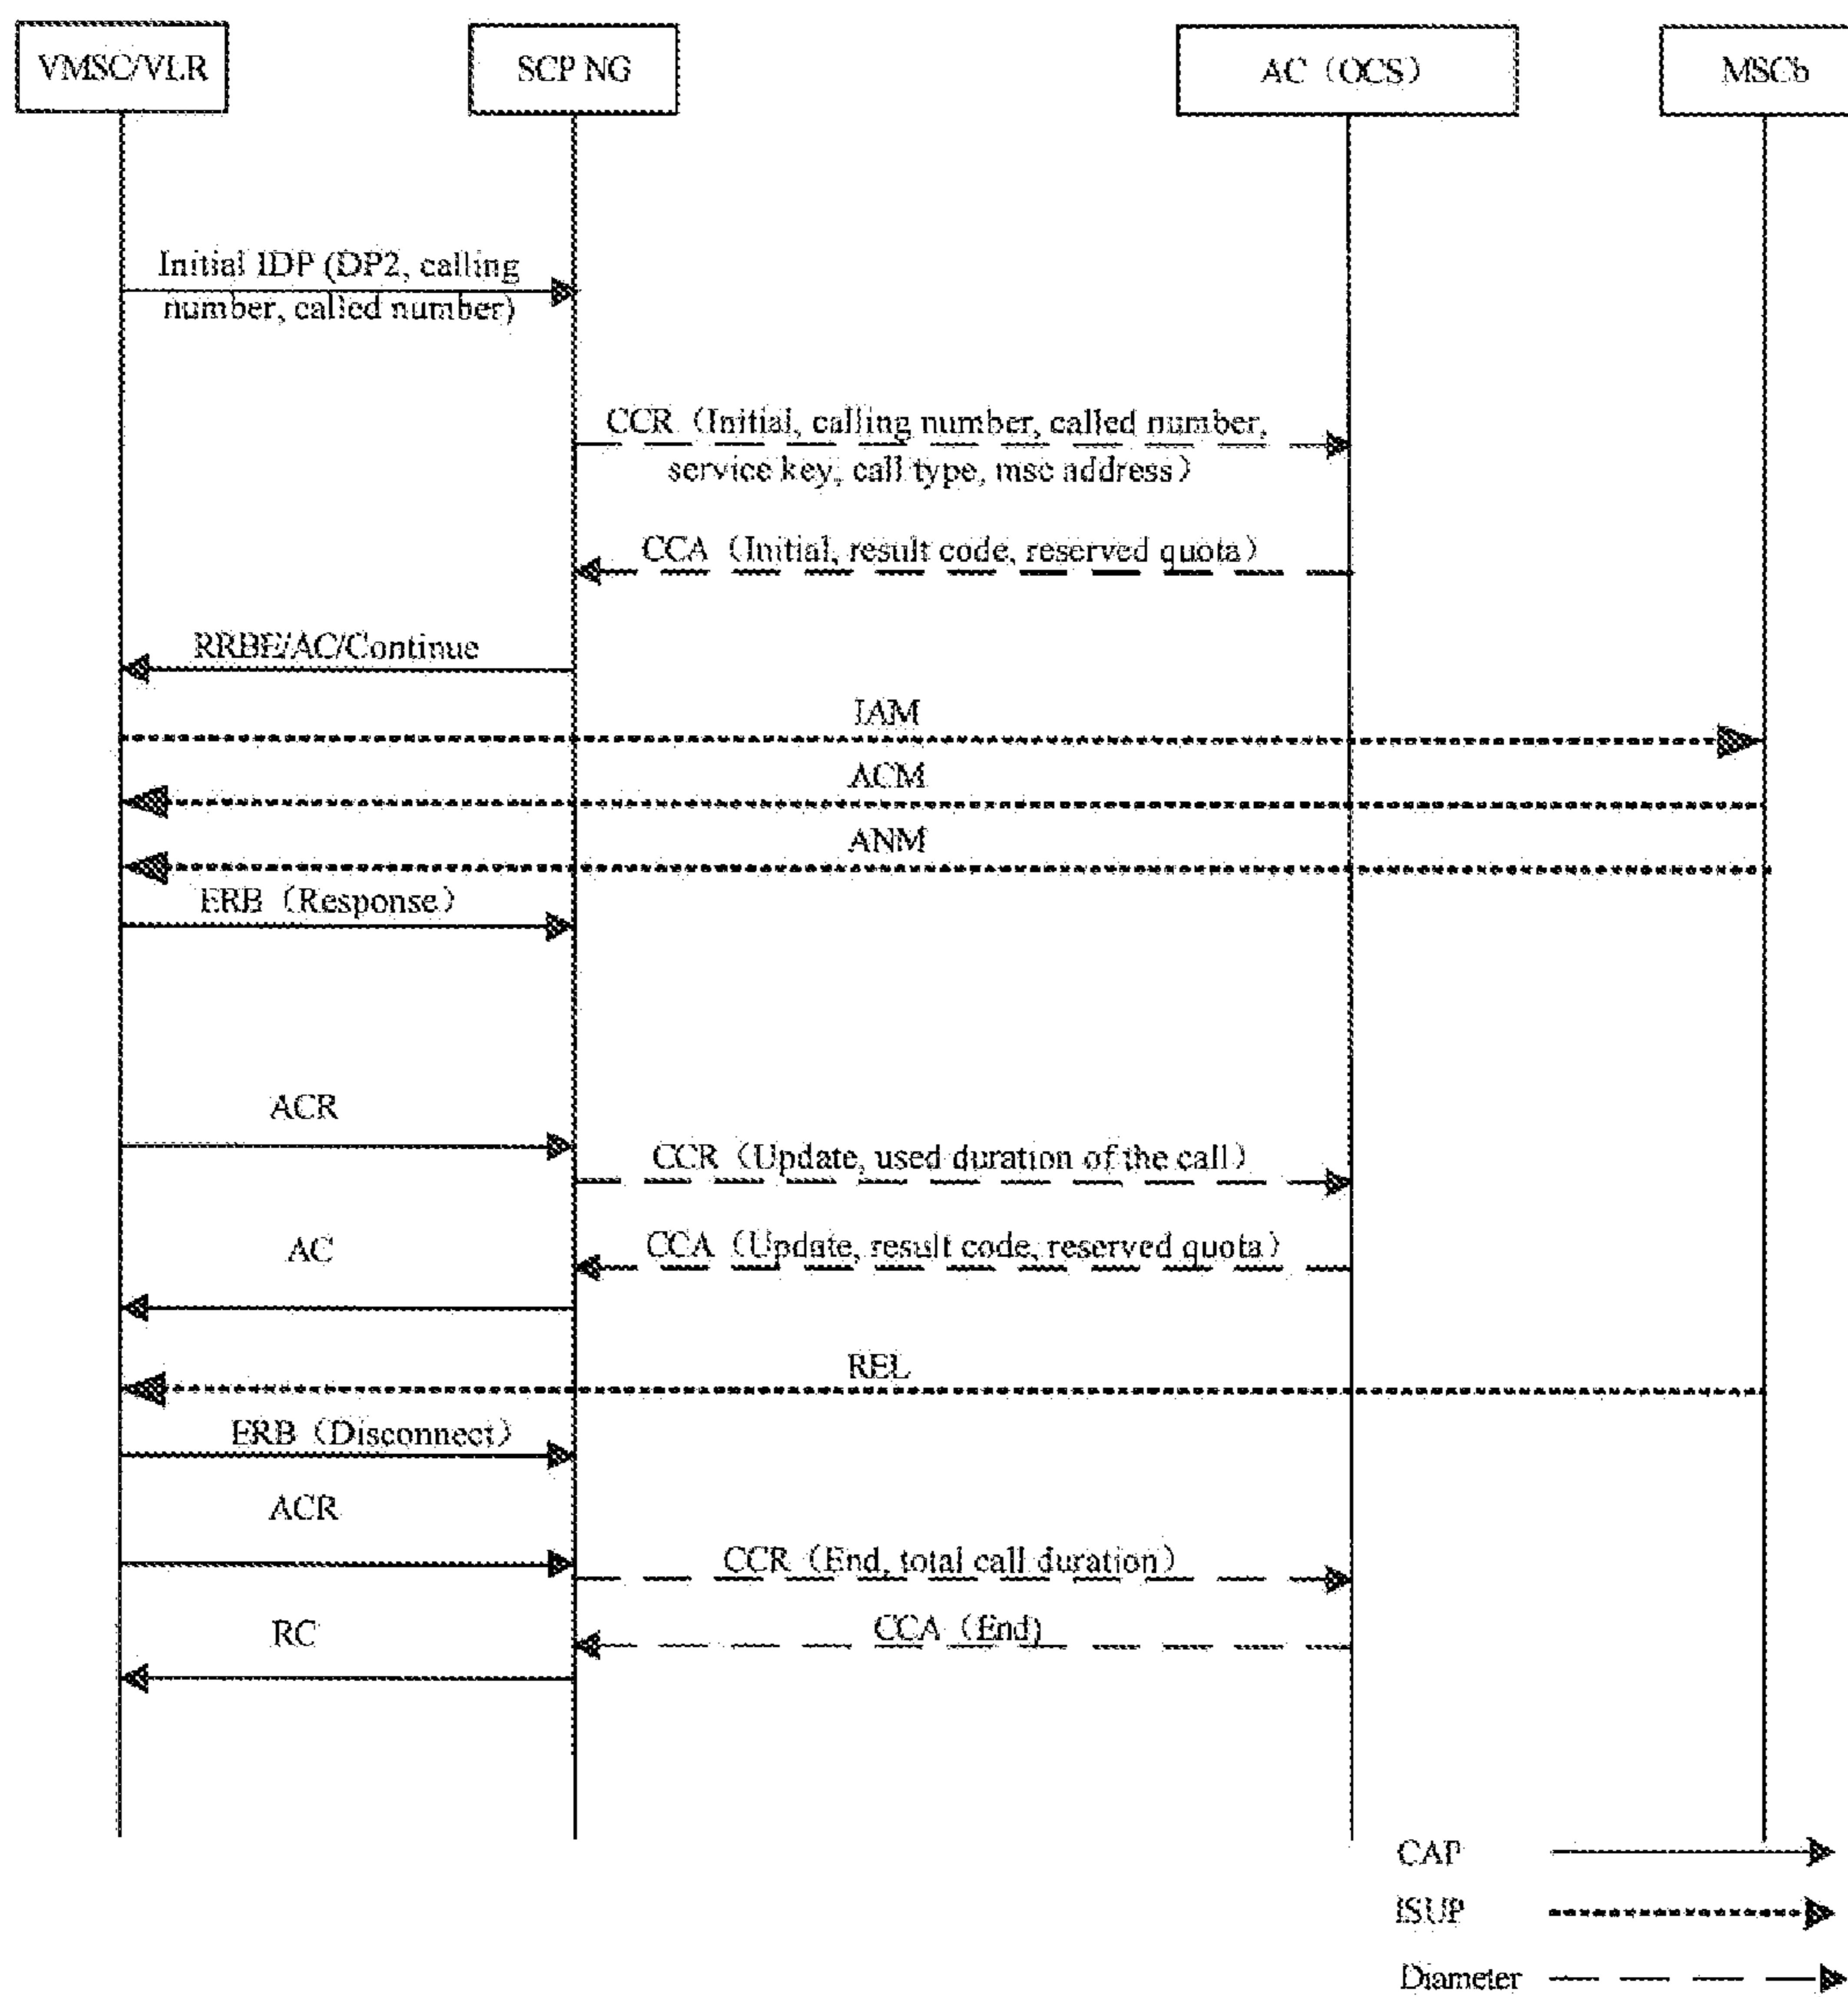 VMSC/VLR
SCP NG
AC (OCS)
MSCb
Initial IDP (DP2, calling
number, called number)
CCR (Initial, calling number, called number,
service key, call type, msc address)
CCA (Initial, result code, reserved quota)
RRBE/AC/Continue
IAM
ACM
ANM
ERB (Response)
ACR
CCR (Update, used duration of the call)
AC
CCA (Update, result code, reserved quota)
REL
ERB (Disconnect)
ACR
CCR (End, total call duration)
RC
CCA (End)
CAP
ISUP
Diameter